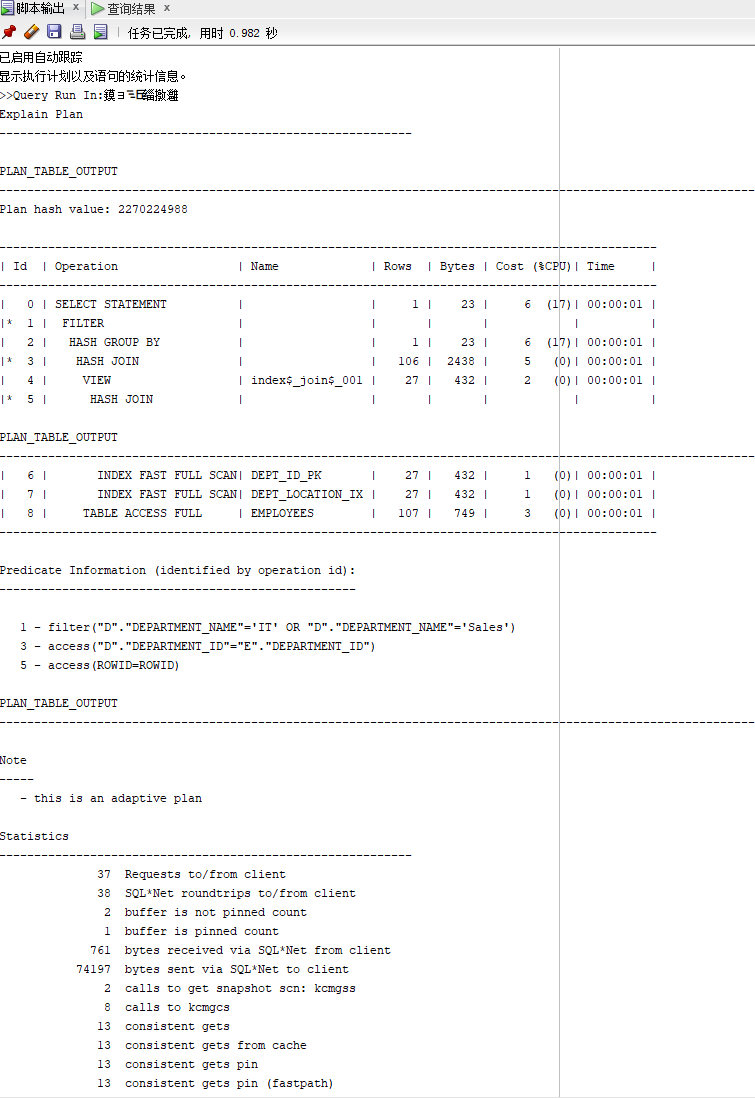 脚本输出 × 查询结果 ×
任务已完成, 用时 0.982 秒
已启用自动跟踪
显示执行计划以及语句的统计信息。
>>Query Run In:
Explain Plan
-----------------------------------------------------------
PLAN_TABLE_OUTPUT
------------------------------------------------------------------------------------------------------------
Plan hash value: 2270224988
----------------------------------------------------------------------------------------------
| Id  | Operation                 | Name             | Rows  | Bytes | Cost (%CPU)| Time     |
----------------------------------------------------------------------------------------------
|   0 | SELECT STATEMENT          |                  |     1 |    23 |     6  (17)| 00:00:01 |
|*  1 |  FILTER                   |                  |       |       |            |          |
|   2 |   HASH GROUP BY           |                  |     1 |    23 |     6  (17)| 00:00:01 |
|*  3 |    HASH JOIN              |                  |   106 |  2438 |     5   (0)| 00:00:01 |
|   4 |     VIEW                  | index$_join$_001 |    27 |   432 |     2   (0)| 00:00:01 |
|*  5 |      HASH JOIN            |                  |       |       |            |          |
PLAN_TABLE_OUTPUT
------------------------------------------------------------------------------------------------------------
|   6 |       INDEX FAST FULL SCAN| DEPT_ID_PK       |    27 |   432 |     1   (0)| 00:00:01 |
|   7 |       INDEX FAST FULL SCAN| DEPT_LOCATION_IX |    27 |   432 |     1   (0)| 00:00:01 |
|   8 |     TABLE ACCESS FULL     | EMPLOYEES        |   107 |   749 |     3   (0)| 00:00:01 |
----------------------------------------------------------------------------------------------
Predicate Information (identified by operation id):
---------------------------------------------------
   1 - filter("D"."DEPARTMENT_NAME"='IT' OR "D"."DEPARTMENT_NAME"='Sales')
   3 - access("D"."DEPARTMENT_ID"="E"."DEPARTMENT_ID")
   5 - access(ROWID=ROWID)
PLAN_TABLE_OUTPUT
------------------------------------------------------------------------------------------------------------
Note
-----
   - this is an adaptive plan
Statistics
-----------------------------------------------------------
              37  Requests to/from client
              38  SQL*Net roundtrips to/from client
               2  buffer is not pinned count
               1  buffer is pinned count
             761  bytes received via SQL*Net from client
           74197  bytes sent via SQL*Net to client
               2  calls to get snapshot scn: kcmgss
               8  calls to kcmgcs
              13  consistent gets
              13  consistent gets from cache
              13  consistent gets pin
              13  consistent gets pin (fastpath)